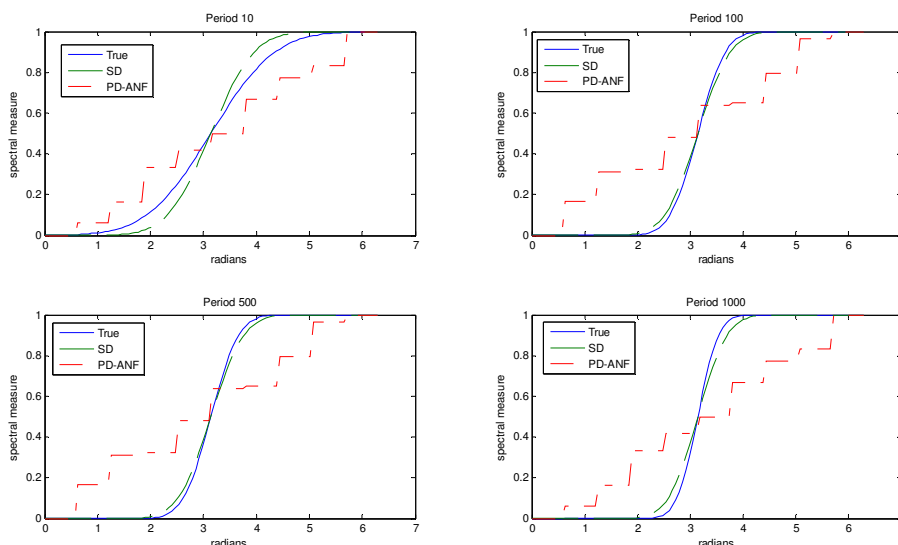 Period 10
True
SD
PD-ANF
spectral measure
1
0.8
0.6
0.4
0.2
0
0 1 2 3 4 5 6 7
radians
Period 100
True
SD
PD-ANF
spectral measure
1
0.8
0.6
0.4
0.2
0
0 1 2 3 4 5 6
radians
Period 500
True
SD
PD-ANF
spectral measure
1
0.8
0.6
0.4
0.2
0
0 1 2 3 4 5 6 7
radians
Period 1000
True
SD
PD-ANF
spectral measure
1
0.8
0.6
0.4
0.2
0
0 1 2 3 4 5 6
radians